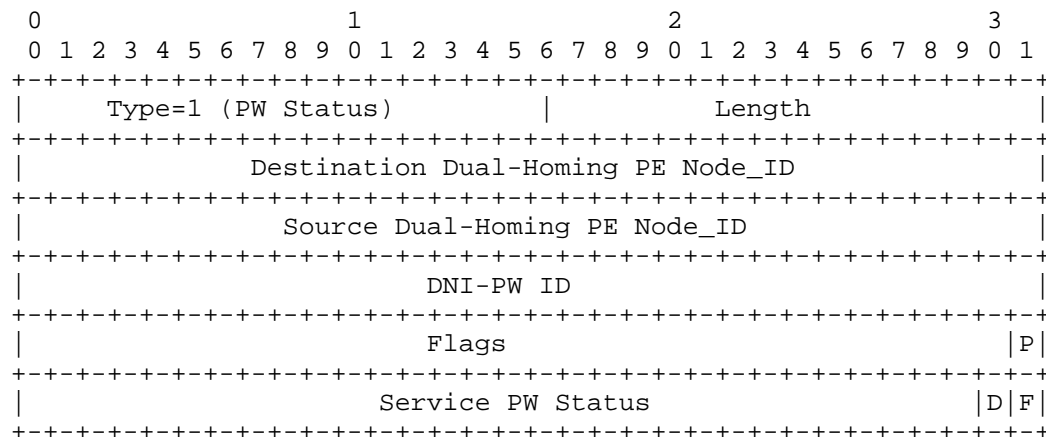 0                   1                   2                   3
 0 1 2 3 4 5 6 7 8 9 0 1 2 3 4 5 6 7 8 9 0 1 2 3 4 5 6 7 8 9 0 1
+-+-+-+-+-+-+-+-+-+-+-+-+-+-+-+-+-+-+-+-+-+-+-+-+-+-+-+-+-+-+-+-+
|     Type=1 (PW Status)         |          Length              |
+-+-+-+-+-+-+-+-+-+-+-+-+-+-+-+-+-+-+-+-+-+-+-+-+-+-+-+-+-+-+-+-+
|              Destination Dual-Homing PE Node_ID               |
+-+-+-+-+-+-+-+-+-+-+-+-+-+-+-+-+-+-+-+-+-+-+-+-+-+-+-+-+-+-+-+-+
|                Source Dual-Homing PE Node_ID                  |
+-+-+-+-+-+-+-+-+-+-+-+-+-+-+-+-+-+-+-+-+-+-+-+-+-+-+-+-+-+-+-+-+
|                         DNI-PW ID                             |
+-+-+-+-+-+-+-+-+-+-+-+-+-+-+-+-+-+-+-+-+-+-+-+-+-+-+-+-+-+-+-+-+
|                         Flags                               |P|
+-+-+-+-+-+-+-+-+-+-+-+-+-+-+-+-+-+-+-+-+-+-+-+-+-+-+-+-+-+-+-+-+
|                      Service PW Status                    |D|F|
+-+-+-+-+-+-+-+-+-+-+-+-+-+-+-+-+-+-+-+-+-+-+-+-+-+-+-+-+-+-+-+-+